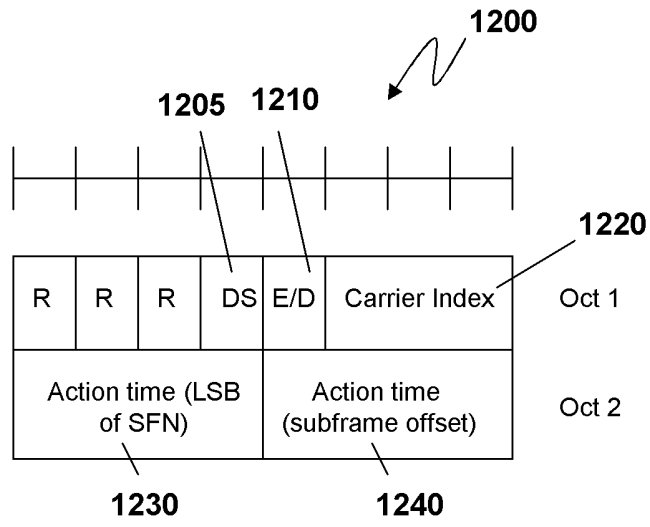 1200
1205
1210
1220
R R R DS E/D Carrier Index Oct 1
Action time (LSB
of SFN)
Action time
(subframe offset)
Oct 2
1230
1240